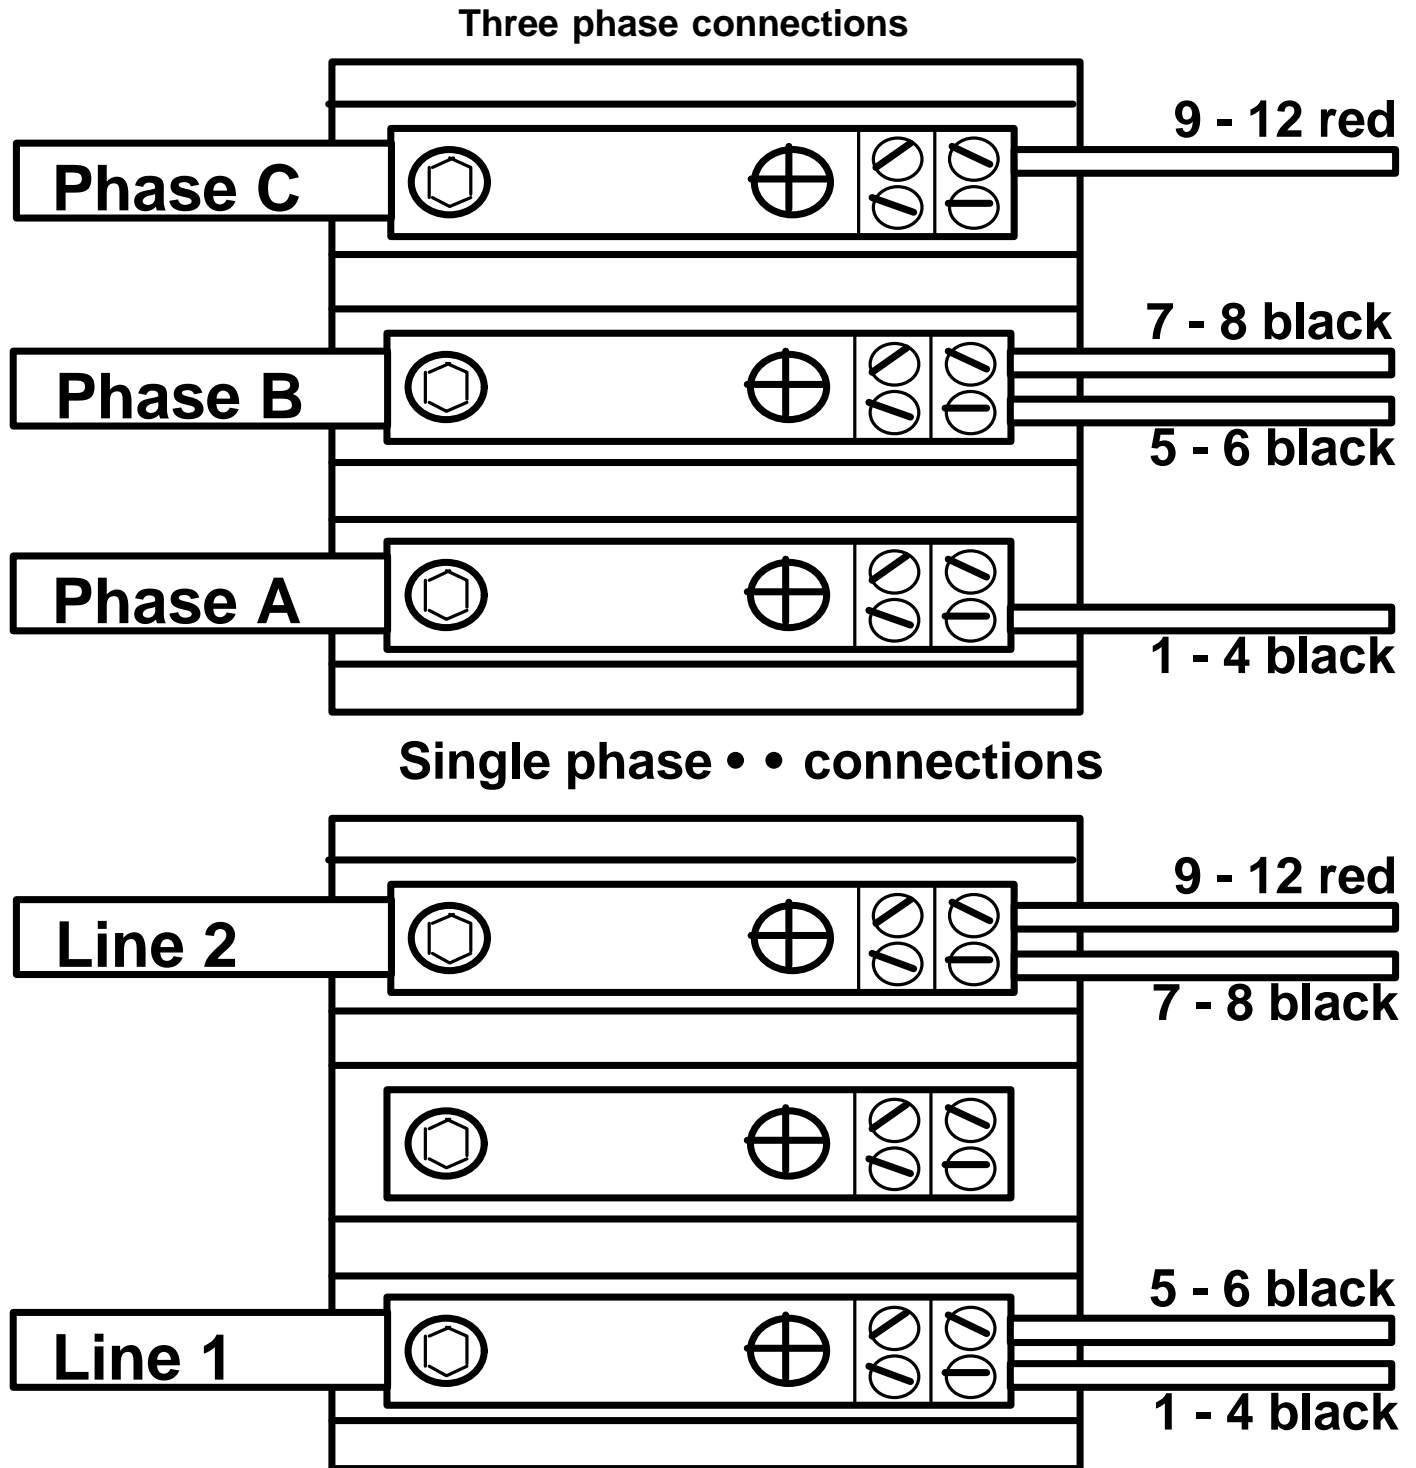 Three phase connections
9 - 12 red
Phase C
7 - 8 black
Phase B
5 - 6 black
Phase A
1 - 4 black
Single phase • • connections
9 - 12 red
Line 2
7 - 8 black
5 - 6 black
Line 1
1 - 4 black